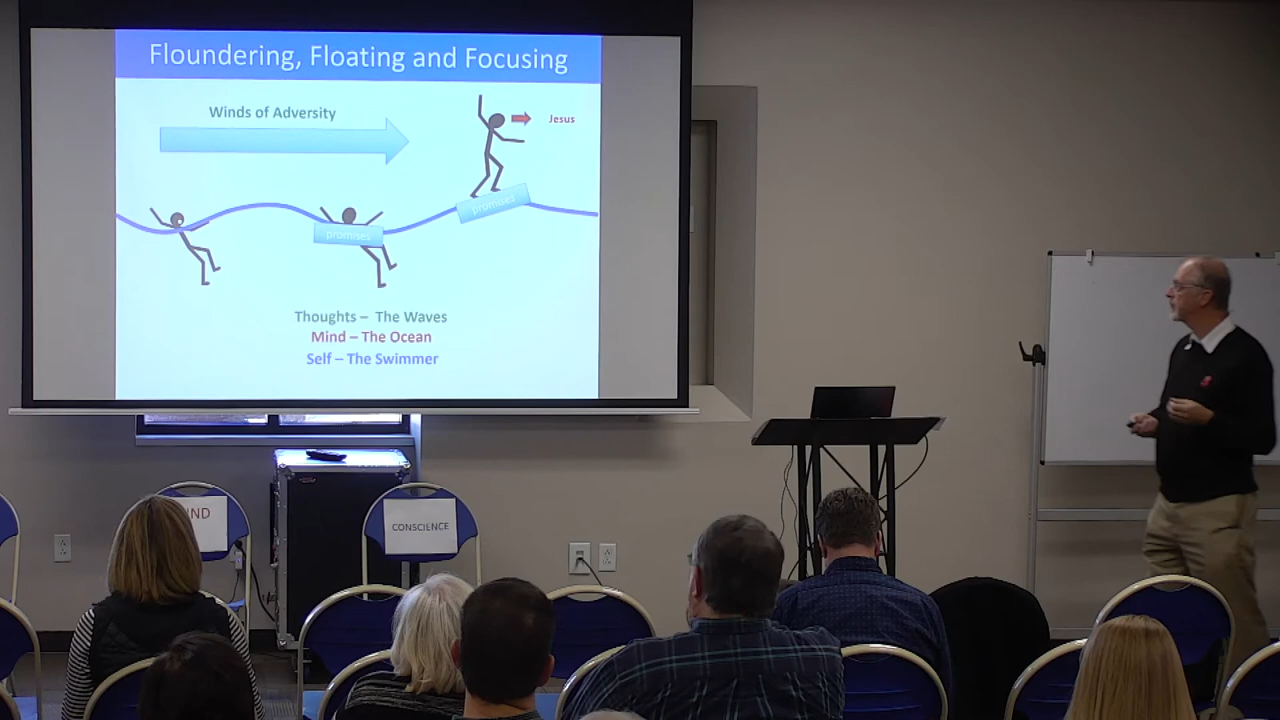 Floundering, Floating and Focusing
Winds of Adversity
Jesus
promises
promises
Thoughts – The Waves
Mind – The Ocean
Self – The Swimmer
CONSCIENCE